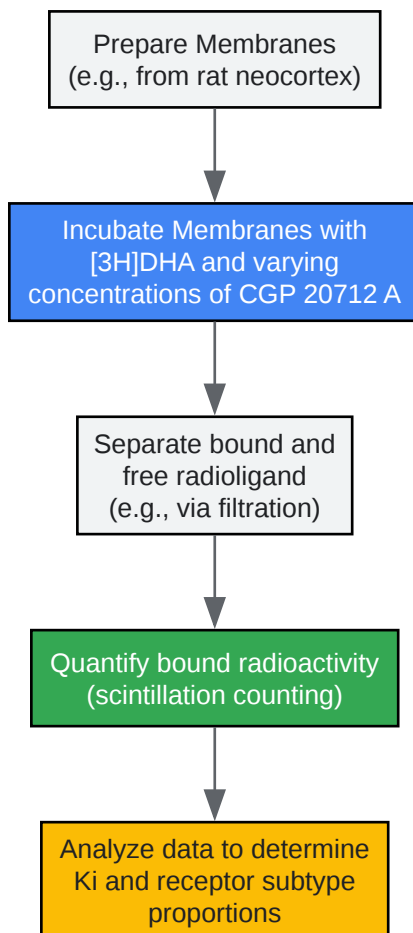 Prepare Membranes
(e.g., from rat neocortex)
Incubate Membranes with
[3H]DHA and varying
concentrations of CGP 20712 A
Separate bound and
free radioligand
(e.g., via filtration)
Quantify bound radioactivity
(scintillation counting)
Analyze data to determine
Ki and receptor subtype
proportions